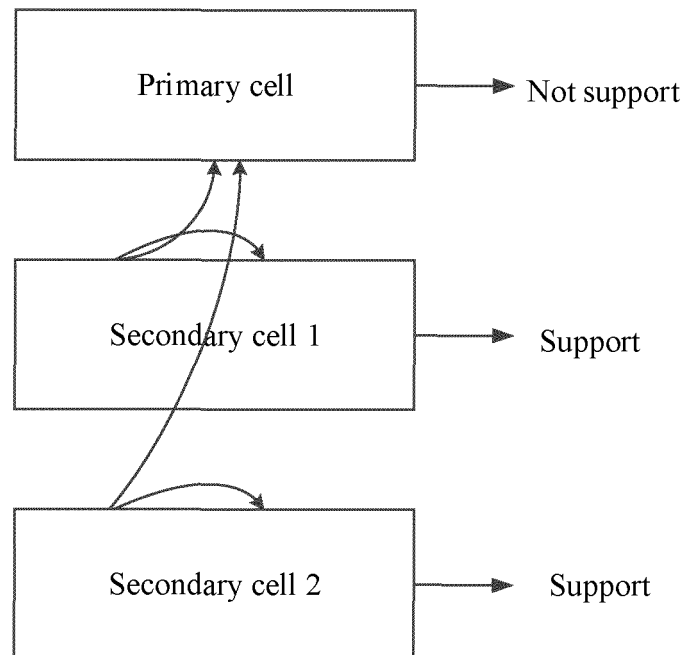 Primary cell
Not support
Secondary cell 1
Support
Secondary cell 2
Support